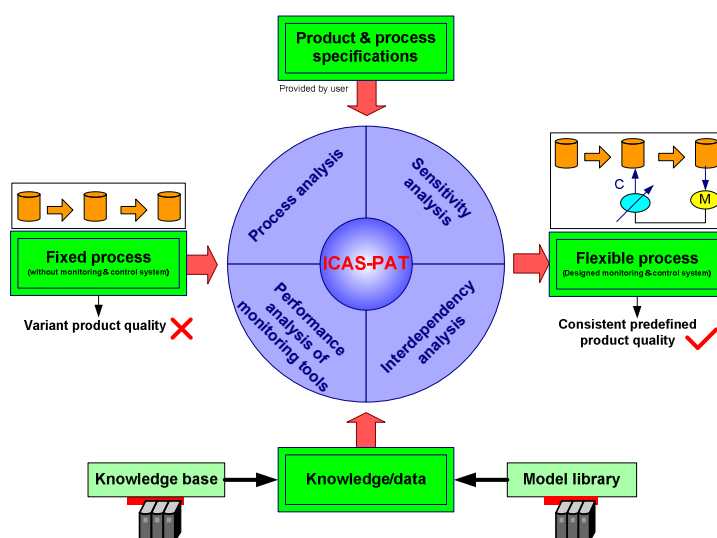 Product & process
specifications
Provided by user
Process analysis
Sensitivity
analysis
C
M
ICAS-PAT
Fixed process
(without monitoring & control system)
Flexible process
(Designed monitoring & control system)
Variant product quality
Consistent predefined
product quality
Performance
analysis of
monitoring tools
Interdependency
analysis
Knowledge base
Knowledge/data
Model library